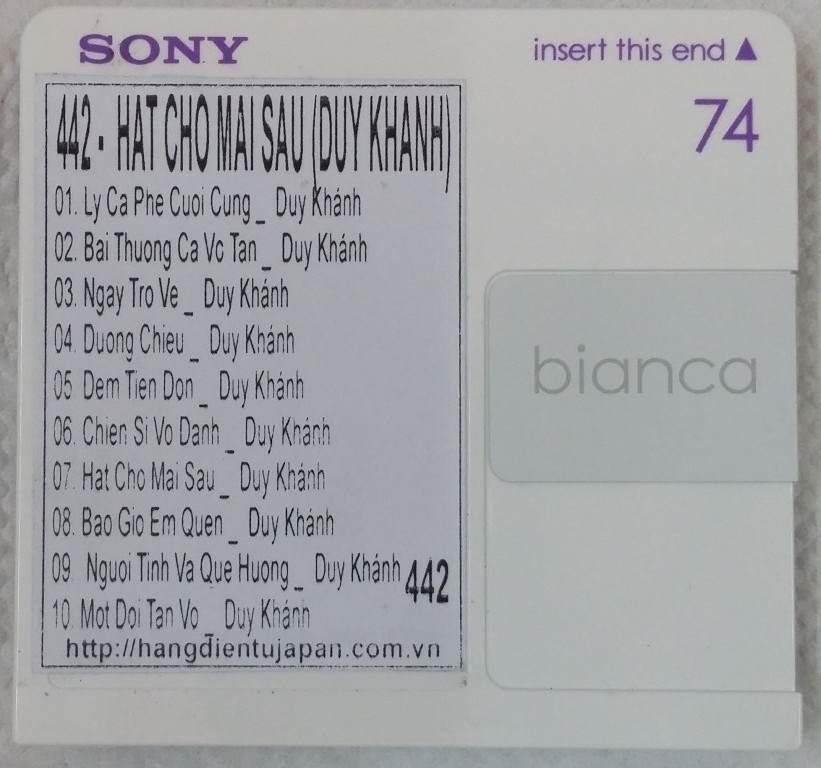 SONY
insert this end ▲
74
442 - HAT CHO MAI SAU (DUY KHANH)
01. Ly Ca Phe Cuoi Cung _ Duy Khánh
02. Bai Thuong Ca Vo Tan _ Duy Khánh
03. Ngay Tro Ve _ Duy Khánh
04. Duong Chieu _ Duy Khánh
05. Dem Tien Don _ Duy Khánh
06. Chien Si Vo Danh _ Duy Khánh
07. Hat Cho Mai Sau _ Duy Khánh
08. Bao Gio Em Quen _ Duy Khánh
09. Nguoi Tinh Va Que Huong _ Duy Khánh 442
10. Mot Doi Tan Vo _ Duy Khánh
http://hangdientujapan.com.vn
bianca